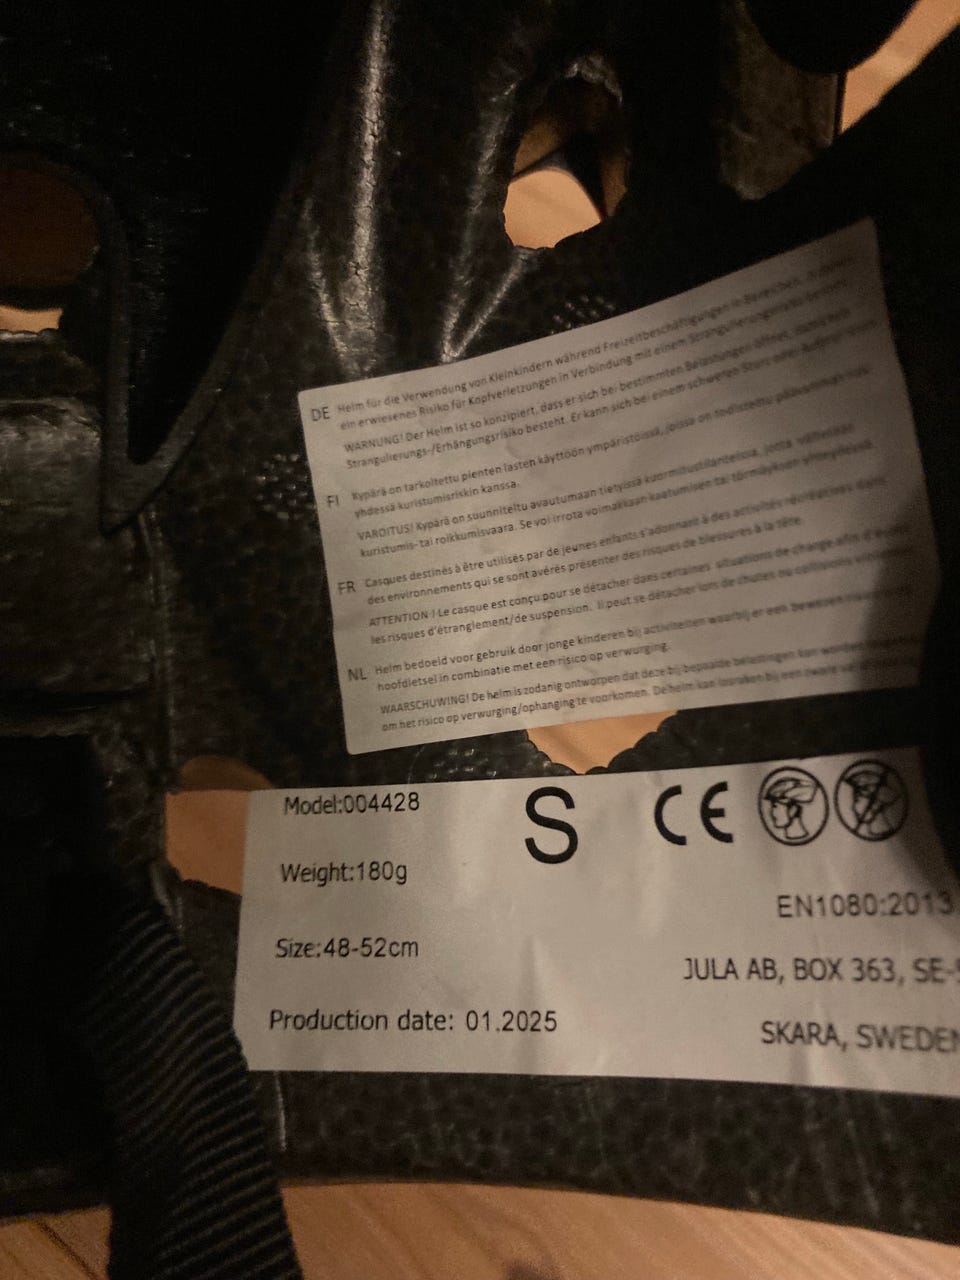 DE Helm für die Verwendung von Kleinkindern während Freizeitbeschäftigungen in Bereichen,
ein erwiesenes Risiko für Kopfverletzungen in Verbindung mit einem Strangulierungsrisiko besteht.
WARNUNG! Der Helm ist so konzipiert, dass er sich bei bestimmten Belastungen öffnet, damit kein
Strangulierungs-/Erhängungsrisiko besteht. Er kann sich bei einem schweren Sturz oder
FI Kypärä on tarkoitettu pienten lasten käyttöön ympäristöissä, joissa on todistettu
yhdessä kuristumisriskin kanssa.
VAROITUS! Kypärä on suunniteltu avautumaan tietyissä kuormitustilanteissa, jotta vältetään
kuristumis- tai roikkumisvaara. Se voi irrota voimakkaan kaatumisen tai törmäyksen yhteydessä.
FR Casques destinés à être utilisés par de jeunes enfants s'adonnant à des activités récréatives dans
des environnements qui se sont avérés présenter des risques de blessures à la tête.
ATTENTION ! Le casque est conçu pour se détacher dans certaines situations de charge afin
les risques d'étranglement/de suspension. Il peut se détacher lors de chutes ou collisions
NL Helm bedoeld voor gebruik door jonge kinderen bij activiteiten waarbij er een bewezen
hoofdletsel in combinatie met een risico op verwurging.
WAARSCHUWING! De helm is zodanig ontworpen dat deze bij bepaalde belastingen kan
om het risico op verwurging/ophanging te voorkomen. De helm kan losraken bij een zware
Model:004428
S CE
Weight:180g
EN1080:2013
Size:48-52cm
JULA AB, BOX 363, SE-
Production date: 01.2025
SKARA, SWEDEN